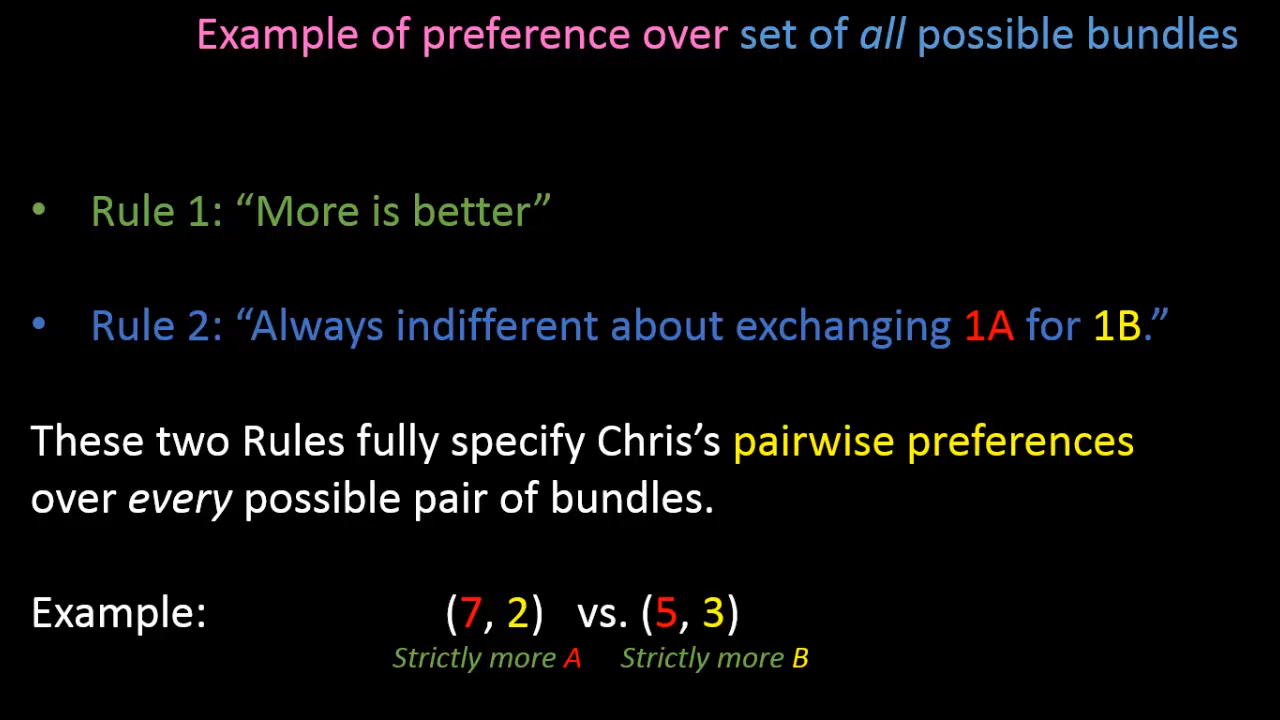 Example of preference over set of all possible bundles
• Rule 1: “More is better”
• Rule 2: “Always indifferent about exchanging 1A for 1B.”
These two Rules fully specify Chris’s pairwise preferences
over every possible pair of bundles.
Example: (7, 2) vs. (5, 3)
Strictly more A Strictly more B